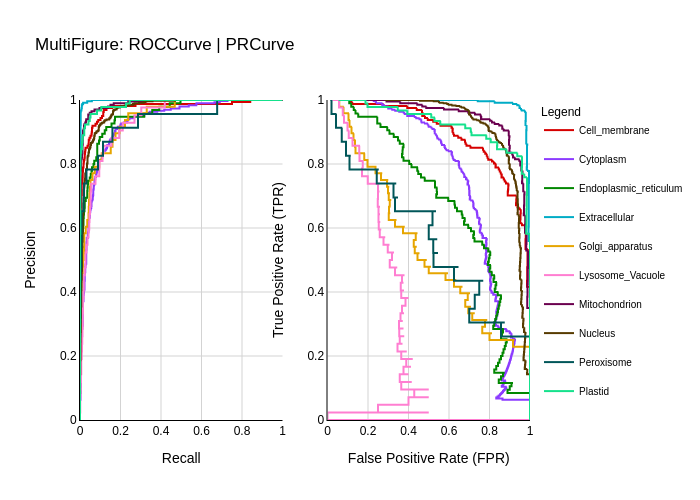 MultiFigure: ROCCurve | PRCurve
Precision
1
0.8
0.6
0.4
0.2
0
0
0.2
0.4
0.6
0.8
1
Recall
True Positive Rate (TPR)
1
0.8
0.6
0.4
0.2
0
0
0.2
0.4
0.6
0.8
1
False Positive Rate (FPR)
Legend
Cell_membrane
Cytoplasm
Endoplasmic_reticulum
Extracellular
Golgi_apparatus
Lysosome_Vacuole
Mitochondrion
Nucleus
Peroxisome
Plastid